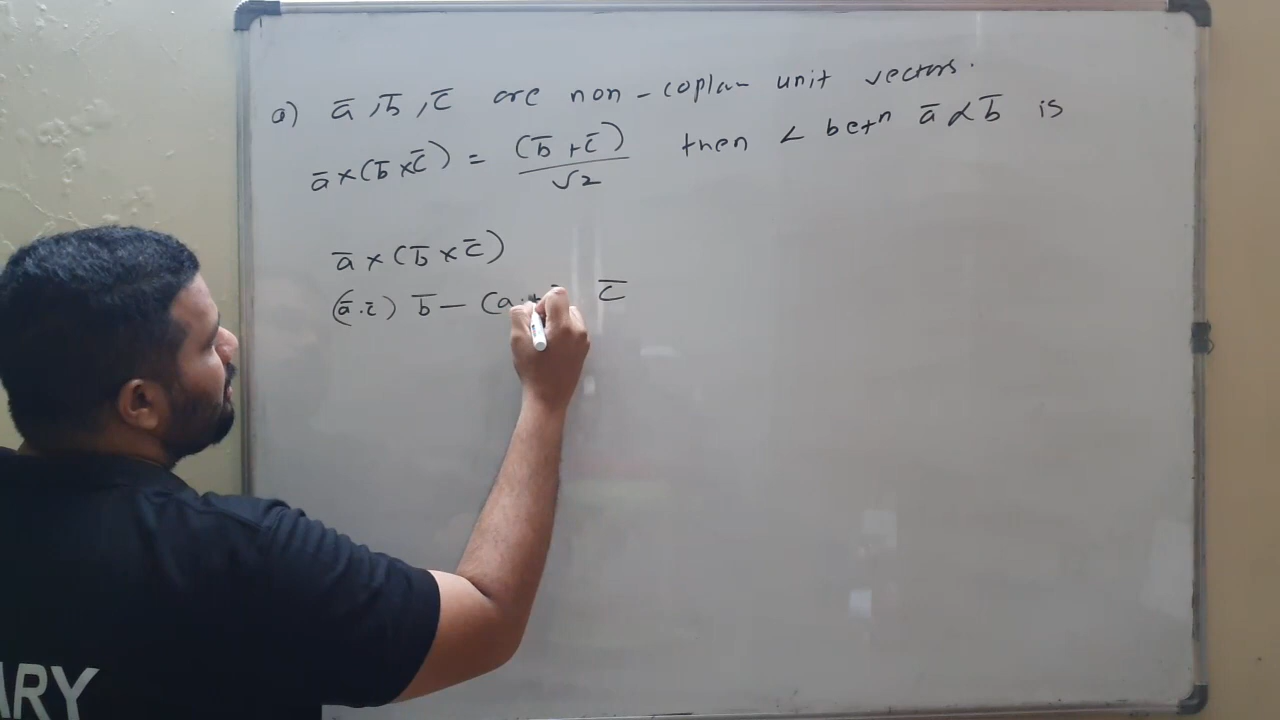 a) a̅, b̅, c̅ are non-coplan unit vectors.
a̅×(b̅×c̅) = (b̅+c̅)/√2 then < betⁿ a̅ & b̅ is
a̅×(b̅×c̅)
(a̅.c̅) b̅ - (a. c̅
ARY